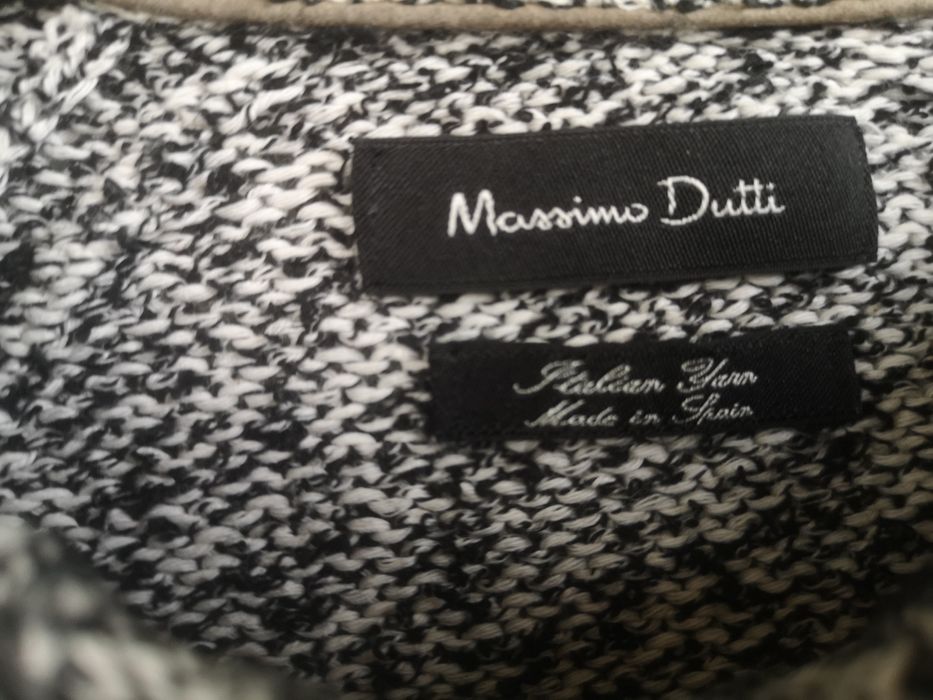 Massimo Dutti
Italian Yarn
Made in Spain